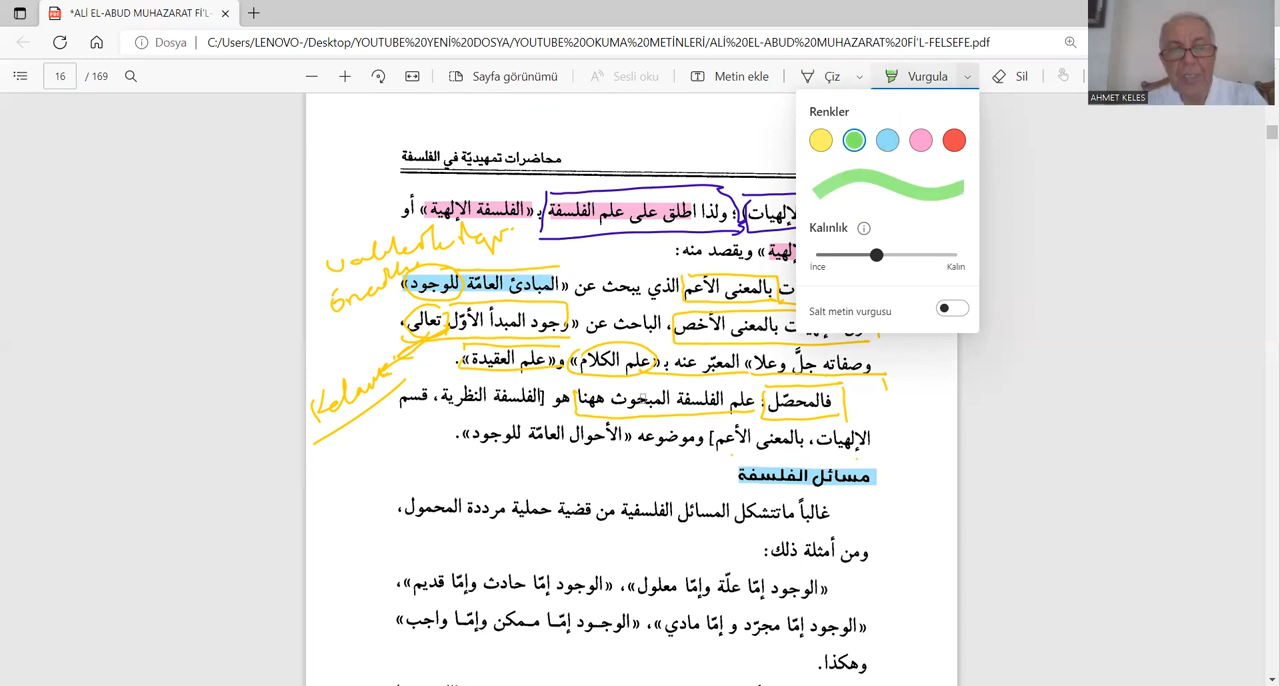 *ALİ EL-ABUD MUHAZARAT Fİ'L-
Dosya
C:/Users/LENOVO-/Desktop/YOUTUBE%20YENİ%20DOSYA/YOUTUBE%20OKUMA%20METİNLERİ/ALİ%20EL-ABUD%20MUHAZARAT%20Fİ'L-FELSEFE.pdf
16 / 169
Sayfa görünümü
Sesli oku
Metin ekle
Çiz
Vurgula
Sil
AHMET KELES
Renkler
Kalınlık
İnce
Kalın
Salt metin vurgusu
محاضرات تمهيديّة في الفلسفة
الإلهيات)؛ ولذا اطلق على علم الفلسفة بـ «الفلسفة الإلهية» أو
ويقصد منه:
بالمعنى الأعم الذي يبحث عن «المبادئ العامّة للوجود»
بالمعنى الأخص، الباحث عن «وجود المبدأ الأوّل تعالى،
وصفاته جلَّ وعلا» المعبّر عنه بـ «علم الكلام» و«علم العقيدة».
فالمحصّل: علم الفلسفة المبحوث ههنا هو [الفلسفة النظرية، قسم
الإلهيات، بالمعنى الأعم] وموضوعه «الأحوال العامّة للوجود».
مسائل الفلسفة
غالباً ماتتشكل المسائل الفلسفية من قضية حملية مرددة المحمول،
ومن أمثلة ذلك:
«الوجود إمّا علّة وإمّا معلول»، «الوجود إمّا حادث وإمّا قديم»،
«الوجود إمّا مجرّد و إمّا مادي»، «الوجـود إمّـا مـمكن وإمّـا واجب»
وهكذا.
Kelam